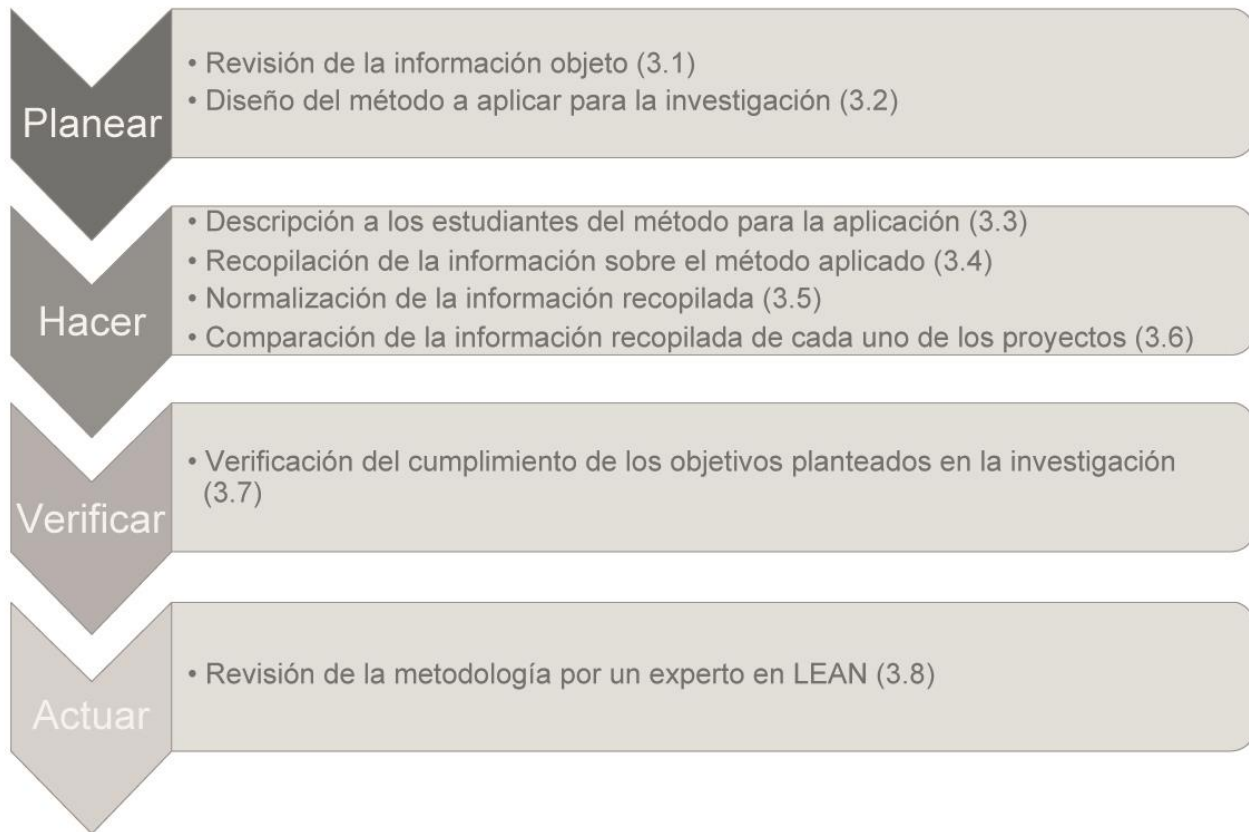 Planear
• Revisión de la información objeto (3.1)
• Diseño del método a aplicar para la investigación (3.2)
Hacer
• Descripción a los estudiantes del método para la aplicación (3.3)
• Recopilación de la información sobre el método aplicado (3.4)
• Normalización de la información recopilada (3.5)
• Comparación de la información recopilada de cada uno de los proyectos (3.6)
Verificar
• Verificación del cumplimiento de los objetivos planteados en la investigación
(3.7)
Actuar
• Revisión de la metodología por un experto en LEAN (3.8)